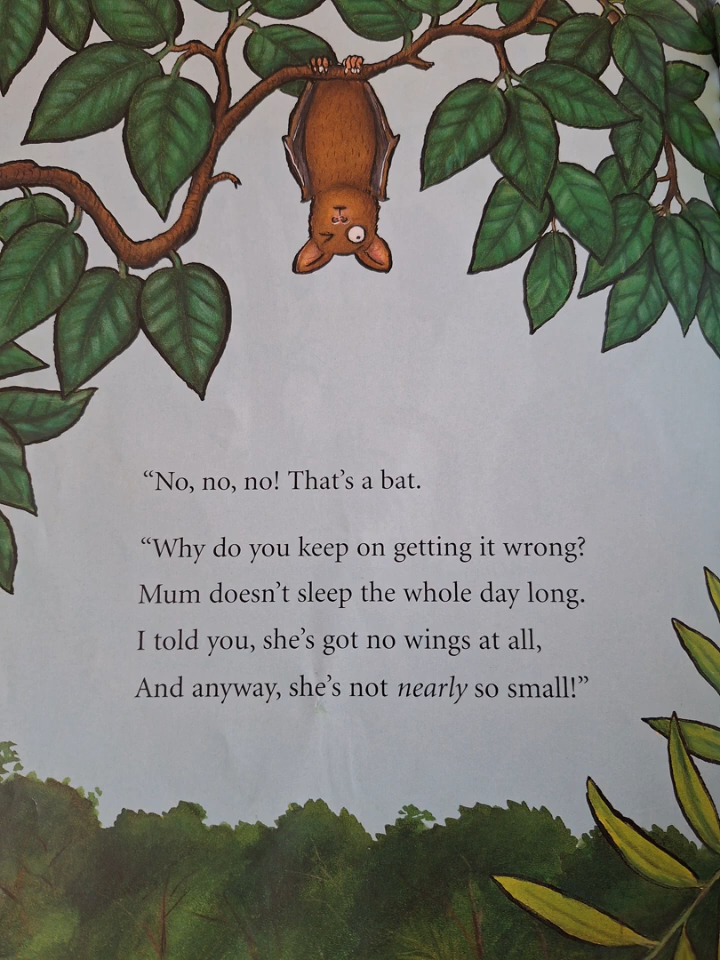 “No, no, no! That’s a bat.
“Why do you keep on getting it wrong?
Mum doesn’t sleep the whole day long.
I told you, she’s got no wings at all,
And anyway, she’s not nearly so small!”